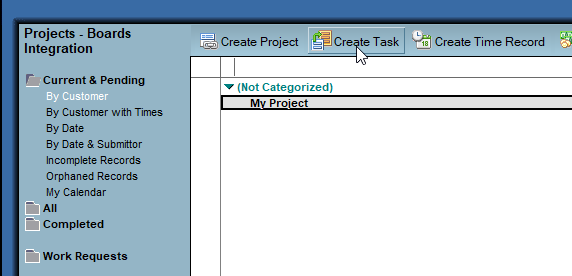 Projects - Boards
Integration
Create Project
Create Task
Create Time Record
18
Current & Pending
By Customer
By Customer with Times
By Date
By Date & Submittor
Incomplete Records
Orphaned Records
My Calendar
All
Completed
Work Requests
(Not Categorized)
My Project